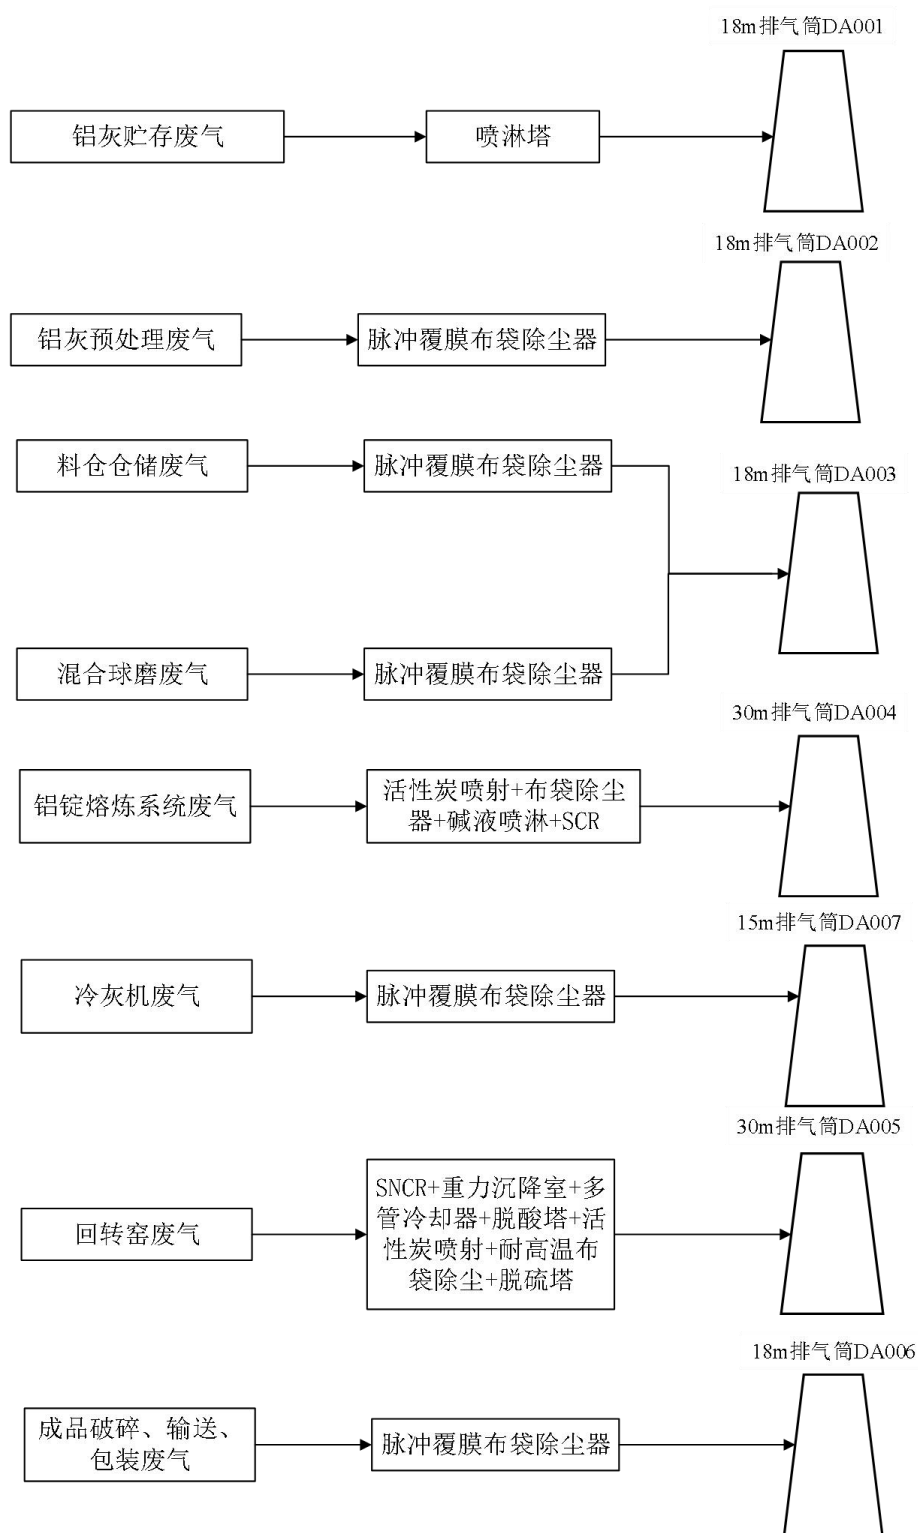 18m排气筒DA001
铝灰贮存废气
喷淋塔
18m排气筒DA002
铝灰预处理废气
脉冲覆膜布袋除尘器
料仓仓储废气
脉冲覆膜布袋除尘器
18m排气筒DA003
混合球磨废气
脉冲覆膜布袋除尘器
30m排气筒DA004
铝锭熔炼系统废气
活性炭喷射+布袋除尘
器+碱液喷淋+SCR
15m排气筒DA007
冷灰机废气
脉冲覆膜布袋除尘器
30m排气筒DA005
回转窑废气
SNCR+重力沉降室+多
管冷却器+脱酸塔+活
性炭喷射+耐高温布
袋除尘+脱硫塔
18m排气筒DA006
成品破碎、输送、
包装废气
脉冲覆膜布袋除尘器